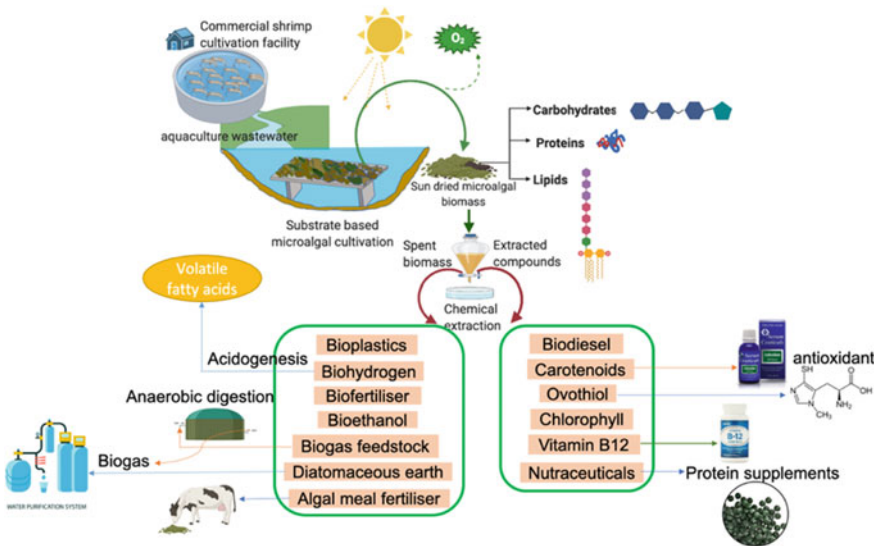 Commercial shrimp
cultivation facility
O₂
aquaculture wastewater
Carbohydrates
Proteins
Lipids
Sun dried microalgal
biomass
Substrate based
microalgal cultivation
Spent
biomass
Extracted
compounds
Chemical
extraction
Volatile
fatty acids
Acidogenesis
Anaerobic digestion
Biogas
WATER PURIFICATION SYSTEM
Bioplastics
Biohydrogen
Biofertiliser
Bioethanol
Biogas feedstock
Diatomaceous earth
Algal meal fertiliser
Biodiesel
Carotenoids
Ovothiol
Chlorophyll
Vitamin B12
Nutraceuticals
antioxidant
SH
N
N
CH₃
O
OH
NH₂
B-12
Protein supplements